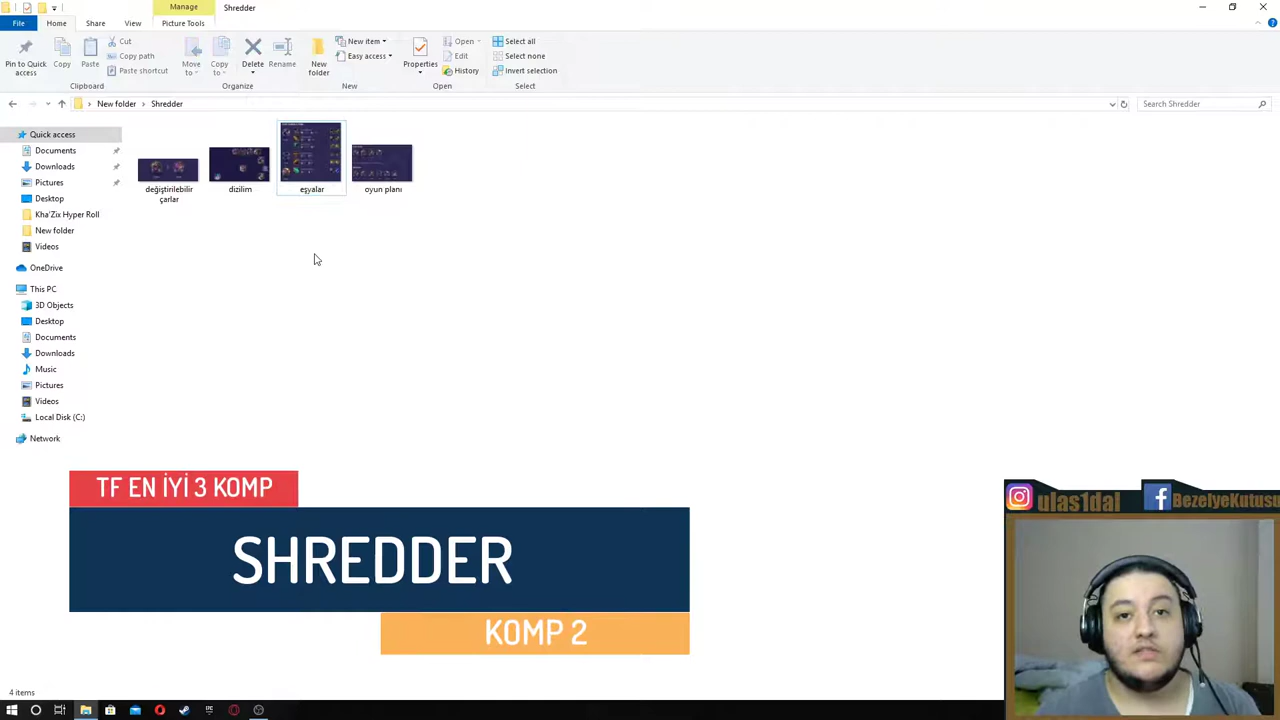 Manage
Shredder
File
Home
Share
View
Picture Tools
Pin to Quick access
Copy
Paste
Cut
Copy path
Paste shortcut
Clipboard
Move to
Copy to
Delete
Rename
Organize
New folder
New item
Easy access
New
Properties
Open
Edit
History
Open
Select all
Select none
Invert selection
Select
New folder
Shredder
Search Shredder
Quick access
Documents
Downloads
Pictures
Desktop
Kha'Zix Hyper Roll
New folder
Videos
OneDrive
This PC
3D Objects
Desktop
Documents
Downloads
Music
Pictures
Videos
Local Disk (C:)
Network
değiştirilebilir
çarlar
dizilim
eşyalar
oyun planı
TF EN İYİ 3 KOMP
SHREDDER
KOMP 2
ulas1dal
BezelyeKutusu
4 items